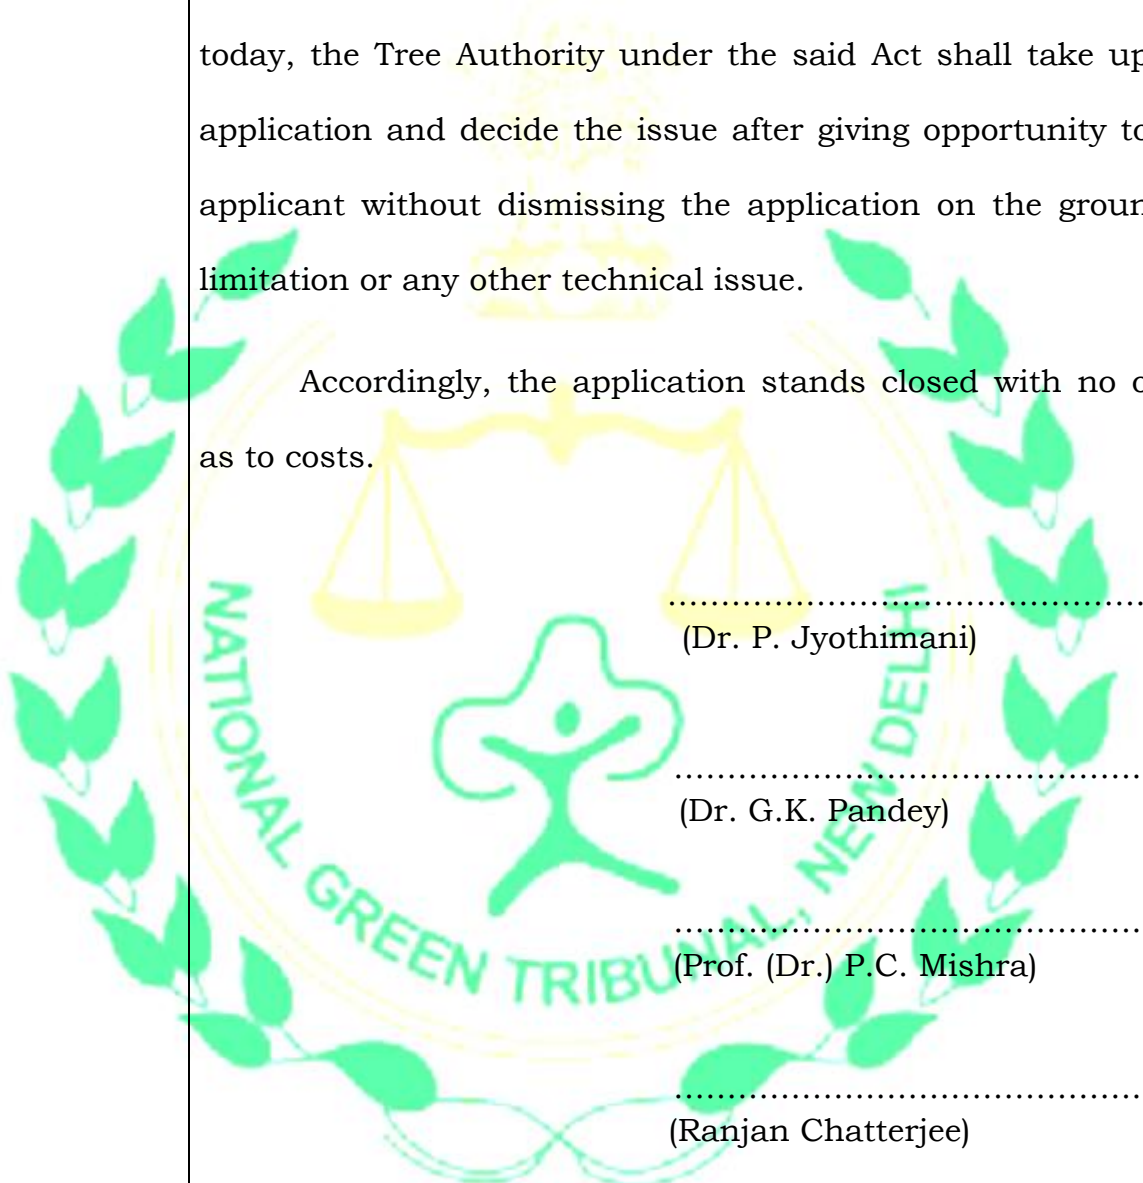 today, the Tree Authority under the said Act shall take up
application and decide the issue after giving opportunity to
applicant without dismissing the application on the
limitation or any other technical issue.
Accordingly, the application stands closed with no
as to costs.
..........................................
(Dr. P. Jyothimani)
..........................................
(Dr. G.K. Pandey)
..........................................
(Prof. (Dr.) P.C. Mishra)
..........................................
(Ranjan Chatterjee)
NATIONAL GREEN TRIBUNAL, NEW DELHI